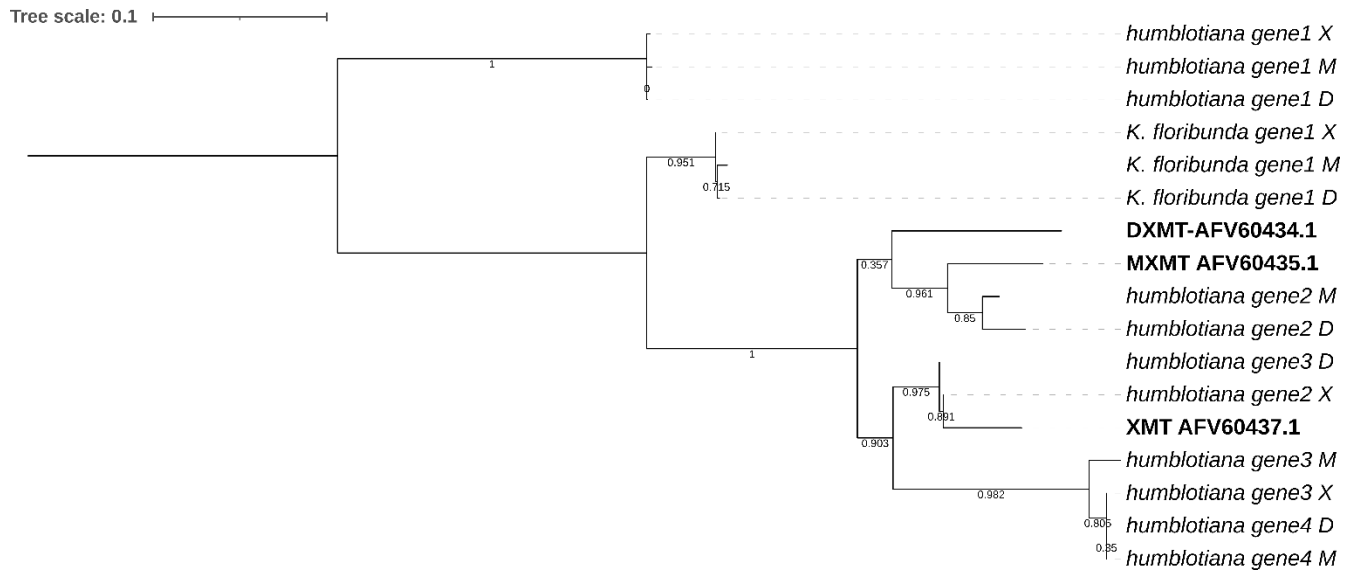 Tree scale: 0.1
humblotiana gene1 X
1
humblotiana gene1 M
0
humblotiana gene1 D
K. floribunda gene1 X
0.951
K. floribunda gene1 M
0.715
K. floribunda gene1 D
DXMT-AFV60434.1
0.357
MXMT AFV60435.1
0.961
humblotiana gene2 M
0.85
humblotiana gene2 D
1
humblotiana gene3 D
0.975
humblotiana gene2 X
0.891
XMT AFV60437.1
0.903
humblotiana gene3 M
0.982
humblotiana gene3 X
0.805
humblotiana gene4 D
0.35
humblotiana gene4 M